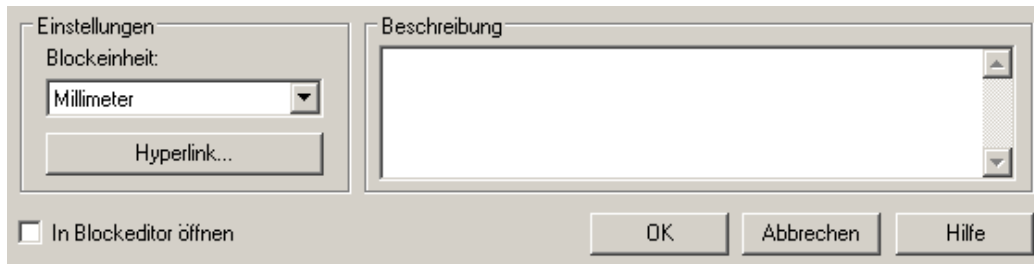 Einstellungen
Blockeinheit:
Millimeter
Hyperlink...
Beschreibung
In Blockeditor öffnen
OK
Abbrechen
Hilfe